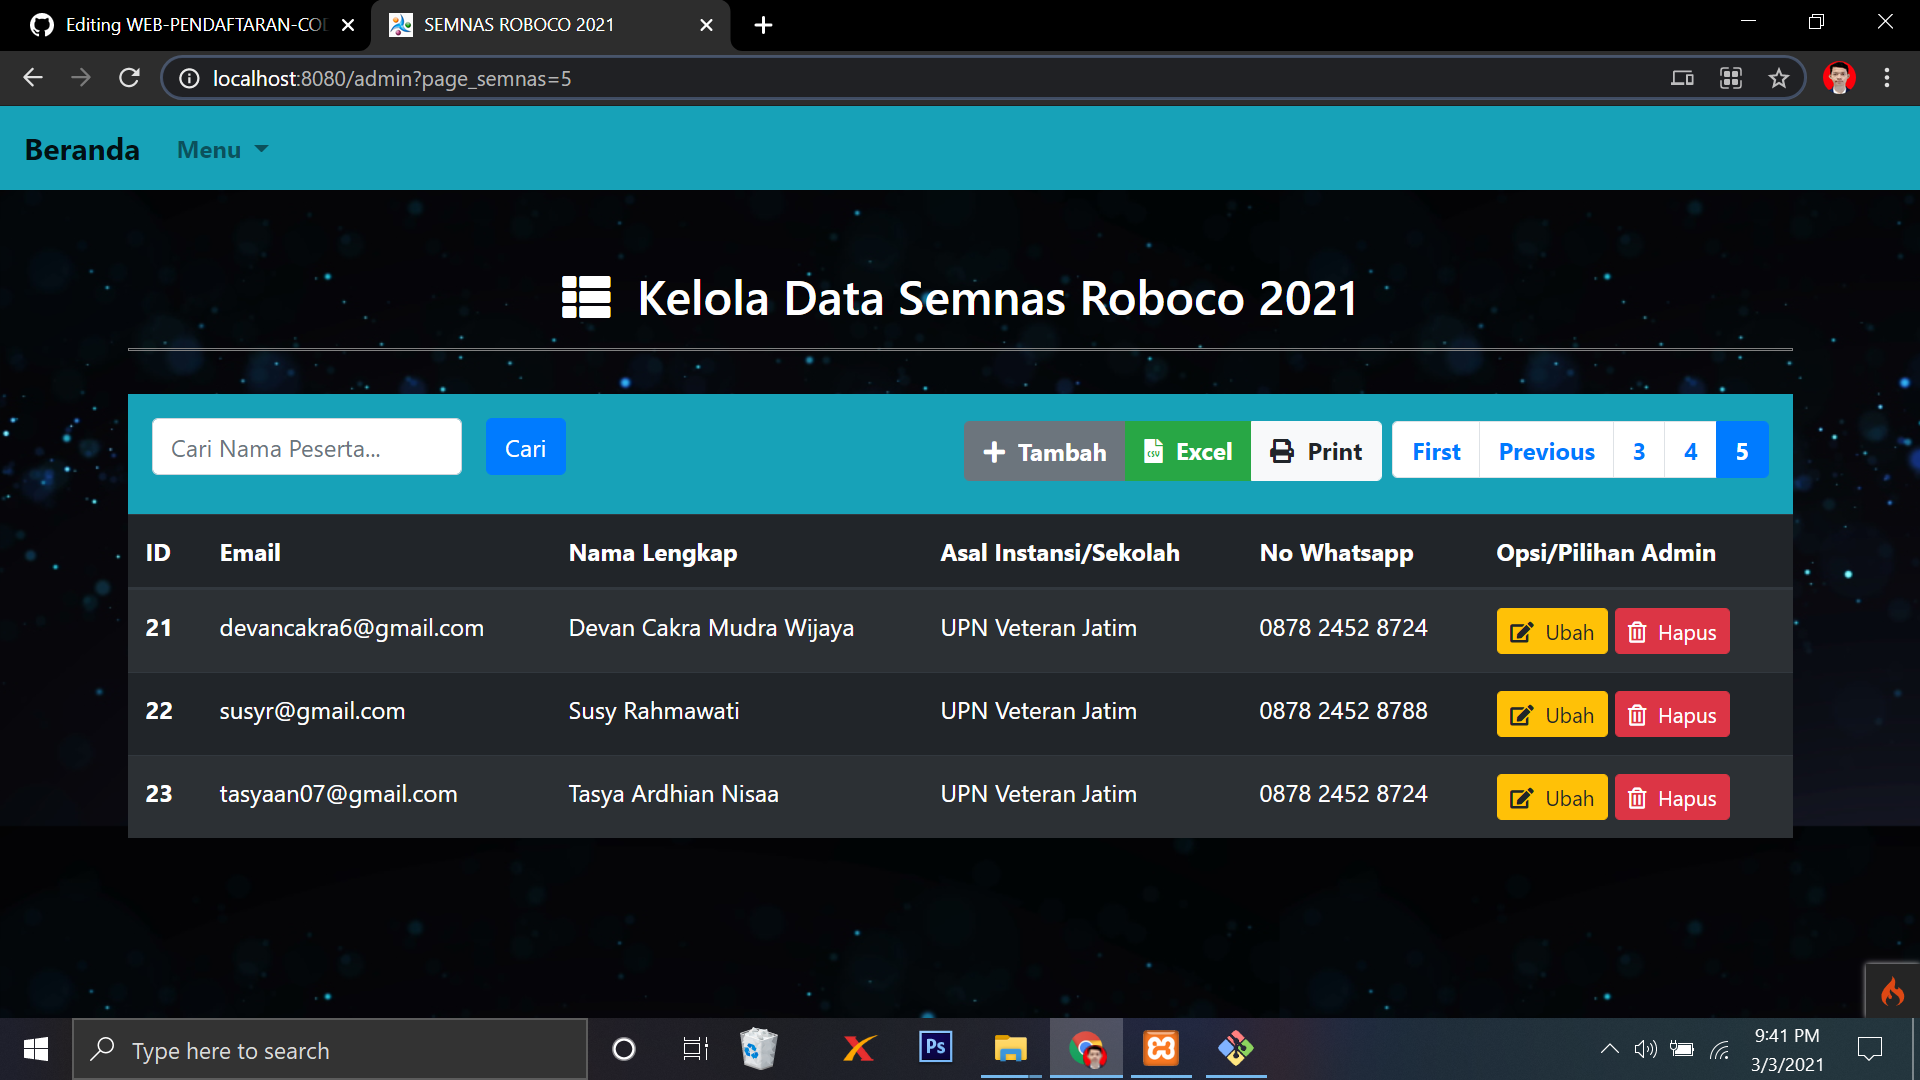 Editing WEB-PENDAFTARAN-COD
SEMNAS ROBOCO 2021
localhost:8080/admin?page_semnas=5
Beranda Menu
Kelola Data Semnas Roboco 2021
Cari Nama Peserta... Cari Tambah CSV Excel Print First Previous 3 4 5
ID Email Nama Lengkap Asal Instansi/Sekolah No Whatsapp Opsi/Pilihan Admin
21 devancakra6@gmail.com Devan Cakra Mudra Wijaya UPN Veteran Jatim 0878 2452 8724 Ubah Hapus
22 susyr@gmail.com Susy Rahmawati UPN Veteran Jatim 0878 2452 8788 Ubah Hapus
23 tasyaan07@gmail.com Tasya Ardhian Nisaa UPN Veteran Jatim 0878 2452 8724 Ubah Hapus
Type here to search
Ps
9:41 PM
3/3/2021